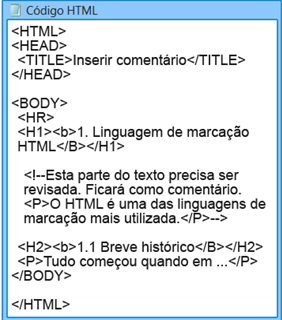 Código HTML
<HTML>
<HEAD>
<TITLE>Inserir comentário</TITLE>
</HEAD>
<BODY>
<HR>
<H1><b>1. Linguagem de marcação
HTML</B></H1>
<!--Esta parte do texto precisa ser
revisada. Ficará como comentário.
<P>O HTML é uma das linguagens de
marcação mais utilizada.</P>-->
<H2><b>1.1 Breve histórico</B></H2>
<P>Tudo começou quando em ...</P>
</BODY>
</HTML>